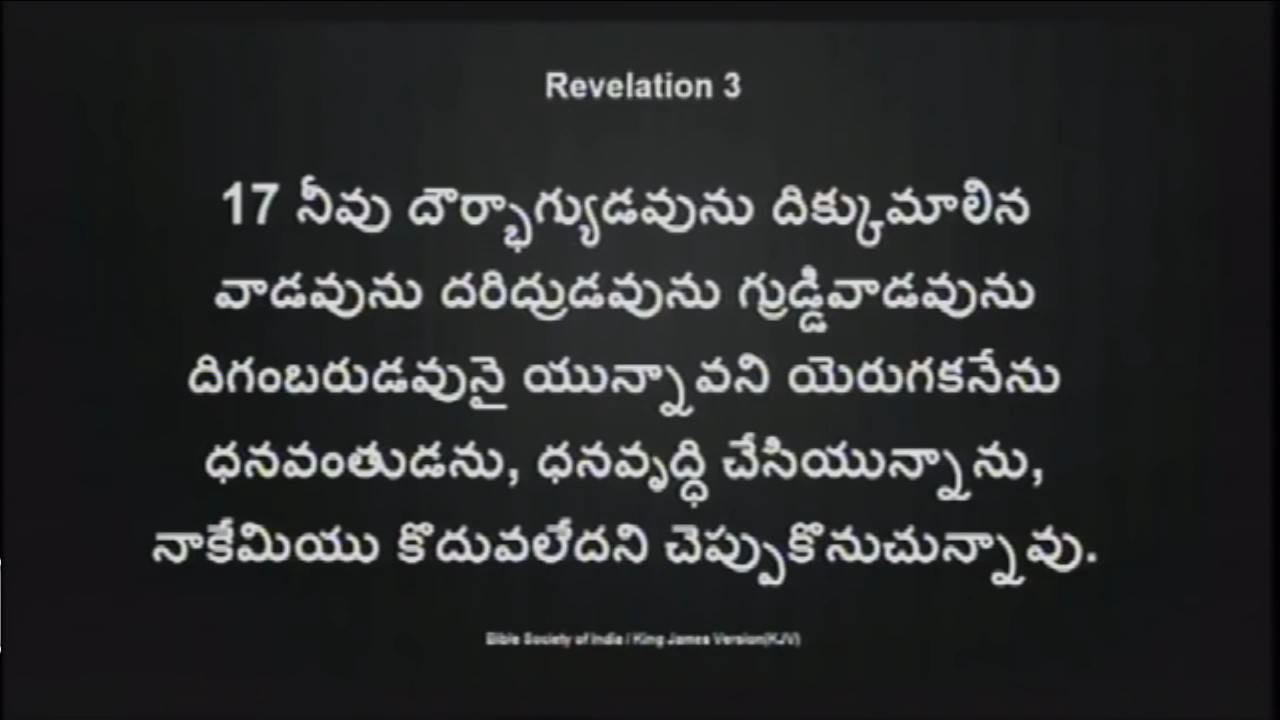 Revelation 3
17 నీవు దౌర్భాగ్యుడవును దిక్కుమాలిన
వాడవును దరిద్రుడవును గ్రుడ్డివాడవును
దిగంబరుడవునై యున్నావని యెరుగకనేను
ధనవంతుడను, ధనవృద్ధి చేసియున్నాను,
నాకేమియు కొదువలేదని చెప్పుకొనుచున్నావు.
Bible Society of India / King James Version(KJV)